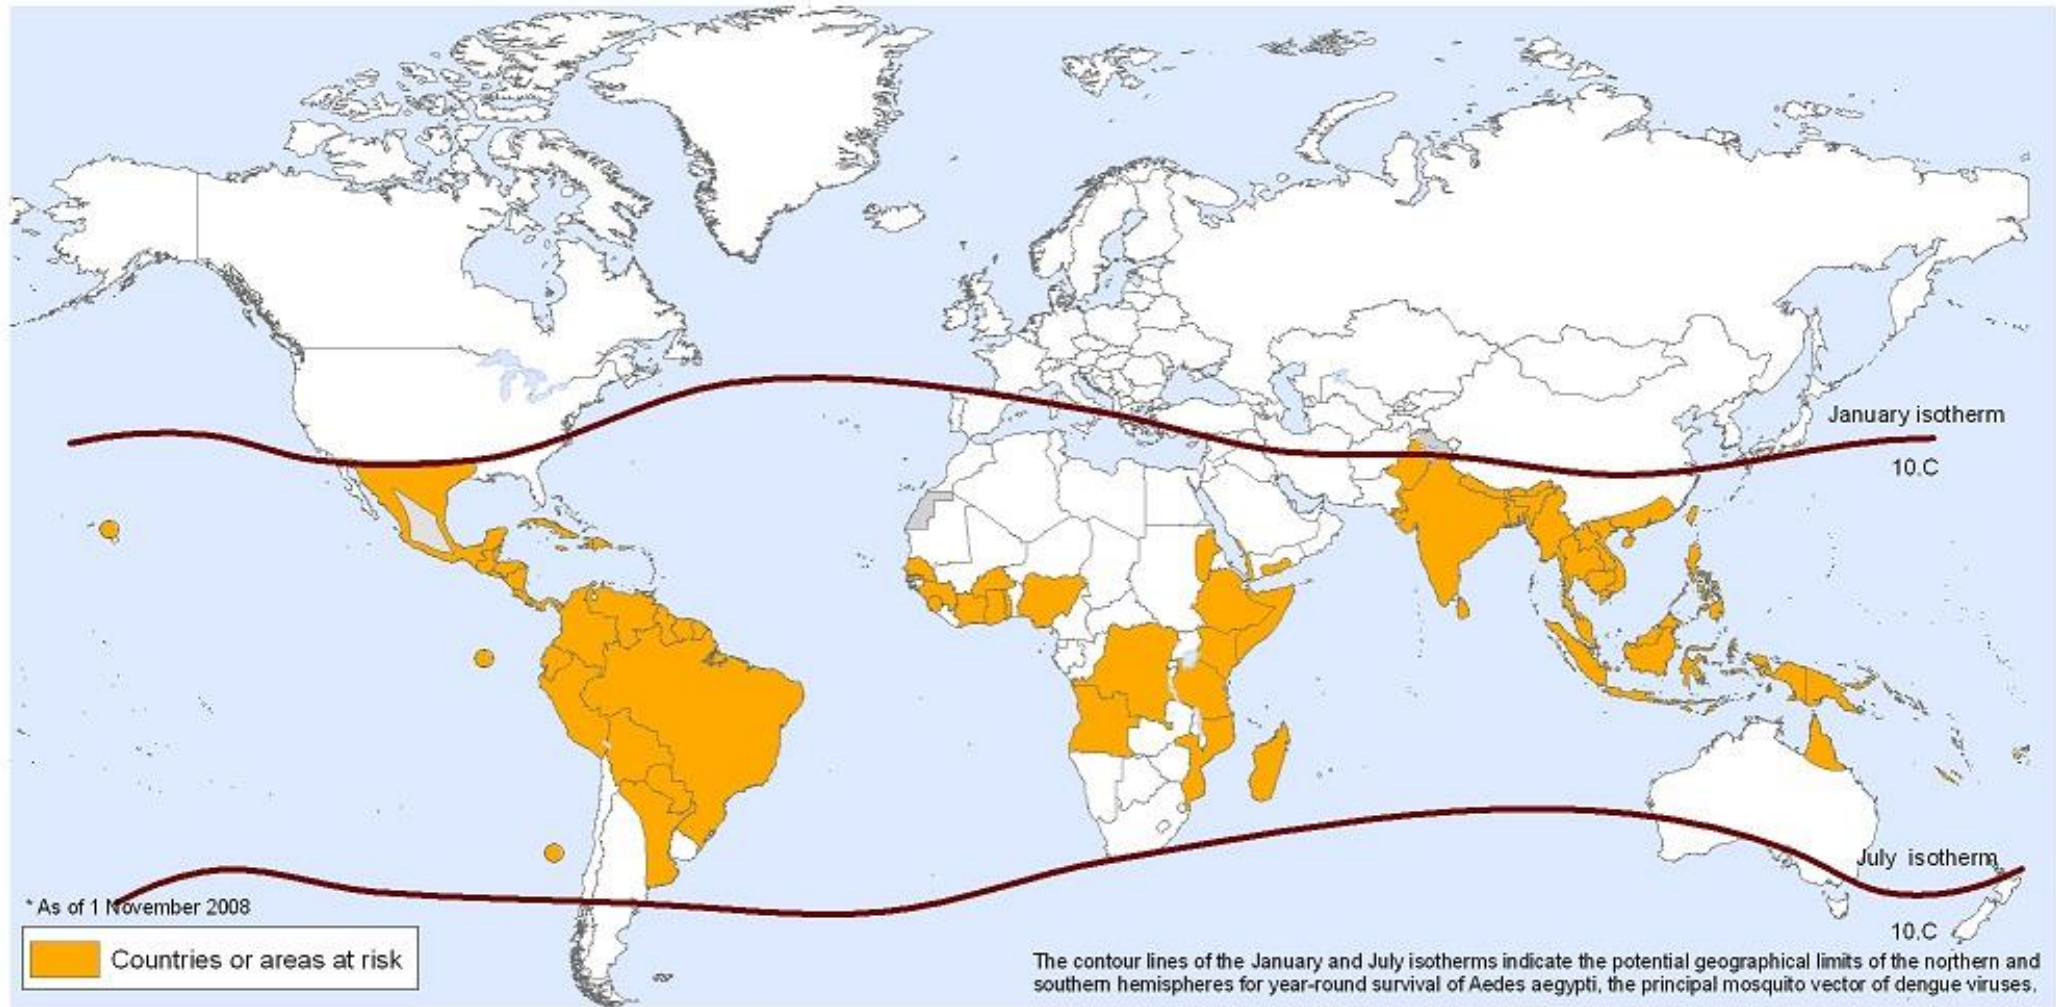 January isotherm
10.C
July isotherm
* As of 1 November 2008
10.C
Countries or areas at risk
The contour lines of the January and July isotherms indicate the potential geographical limits of the northern and
southern hemispheres for year-round survival of Aedes aegypti, the principal mosquito vector of dengue viruses.